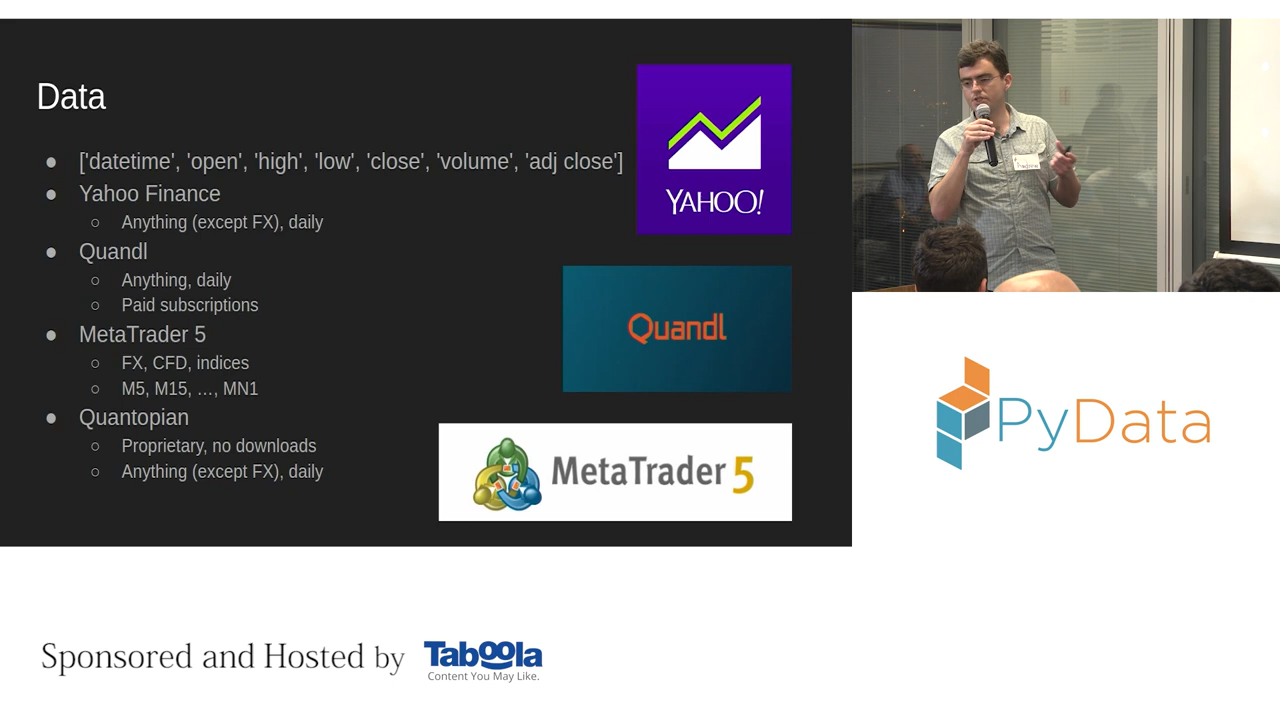 Data
['datetime', 'open', 'high', 'low', 'close', 'volume', 'adj close']
Yahoo Finance
Anything (except FX), daily
Quandl
Anything, daily
Paid subscriptions
MetaTrader 5
FX, CFD, indices
M5, M15, ..., MN1
Quantopian
Proprietary, no downloads
Anything (except FX), daily
YAHOO!
Quandl
MetaTrader 5
PyData
Sponsored and Hosted by Taboola
Content You May Like.